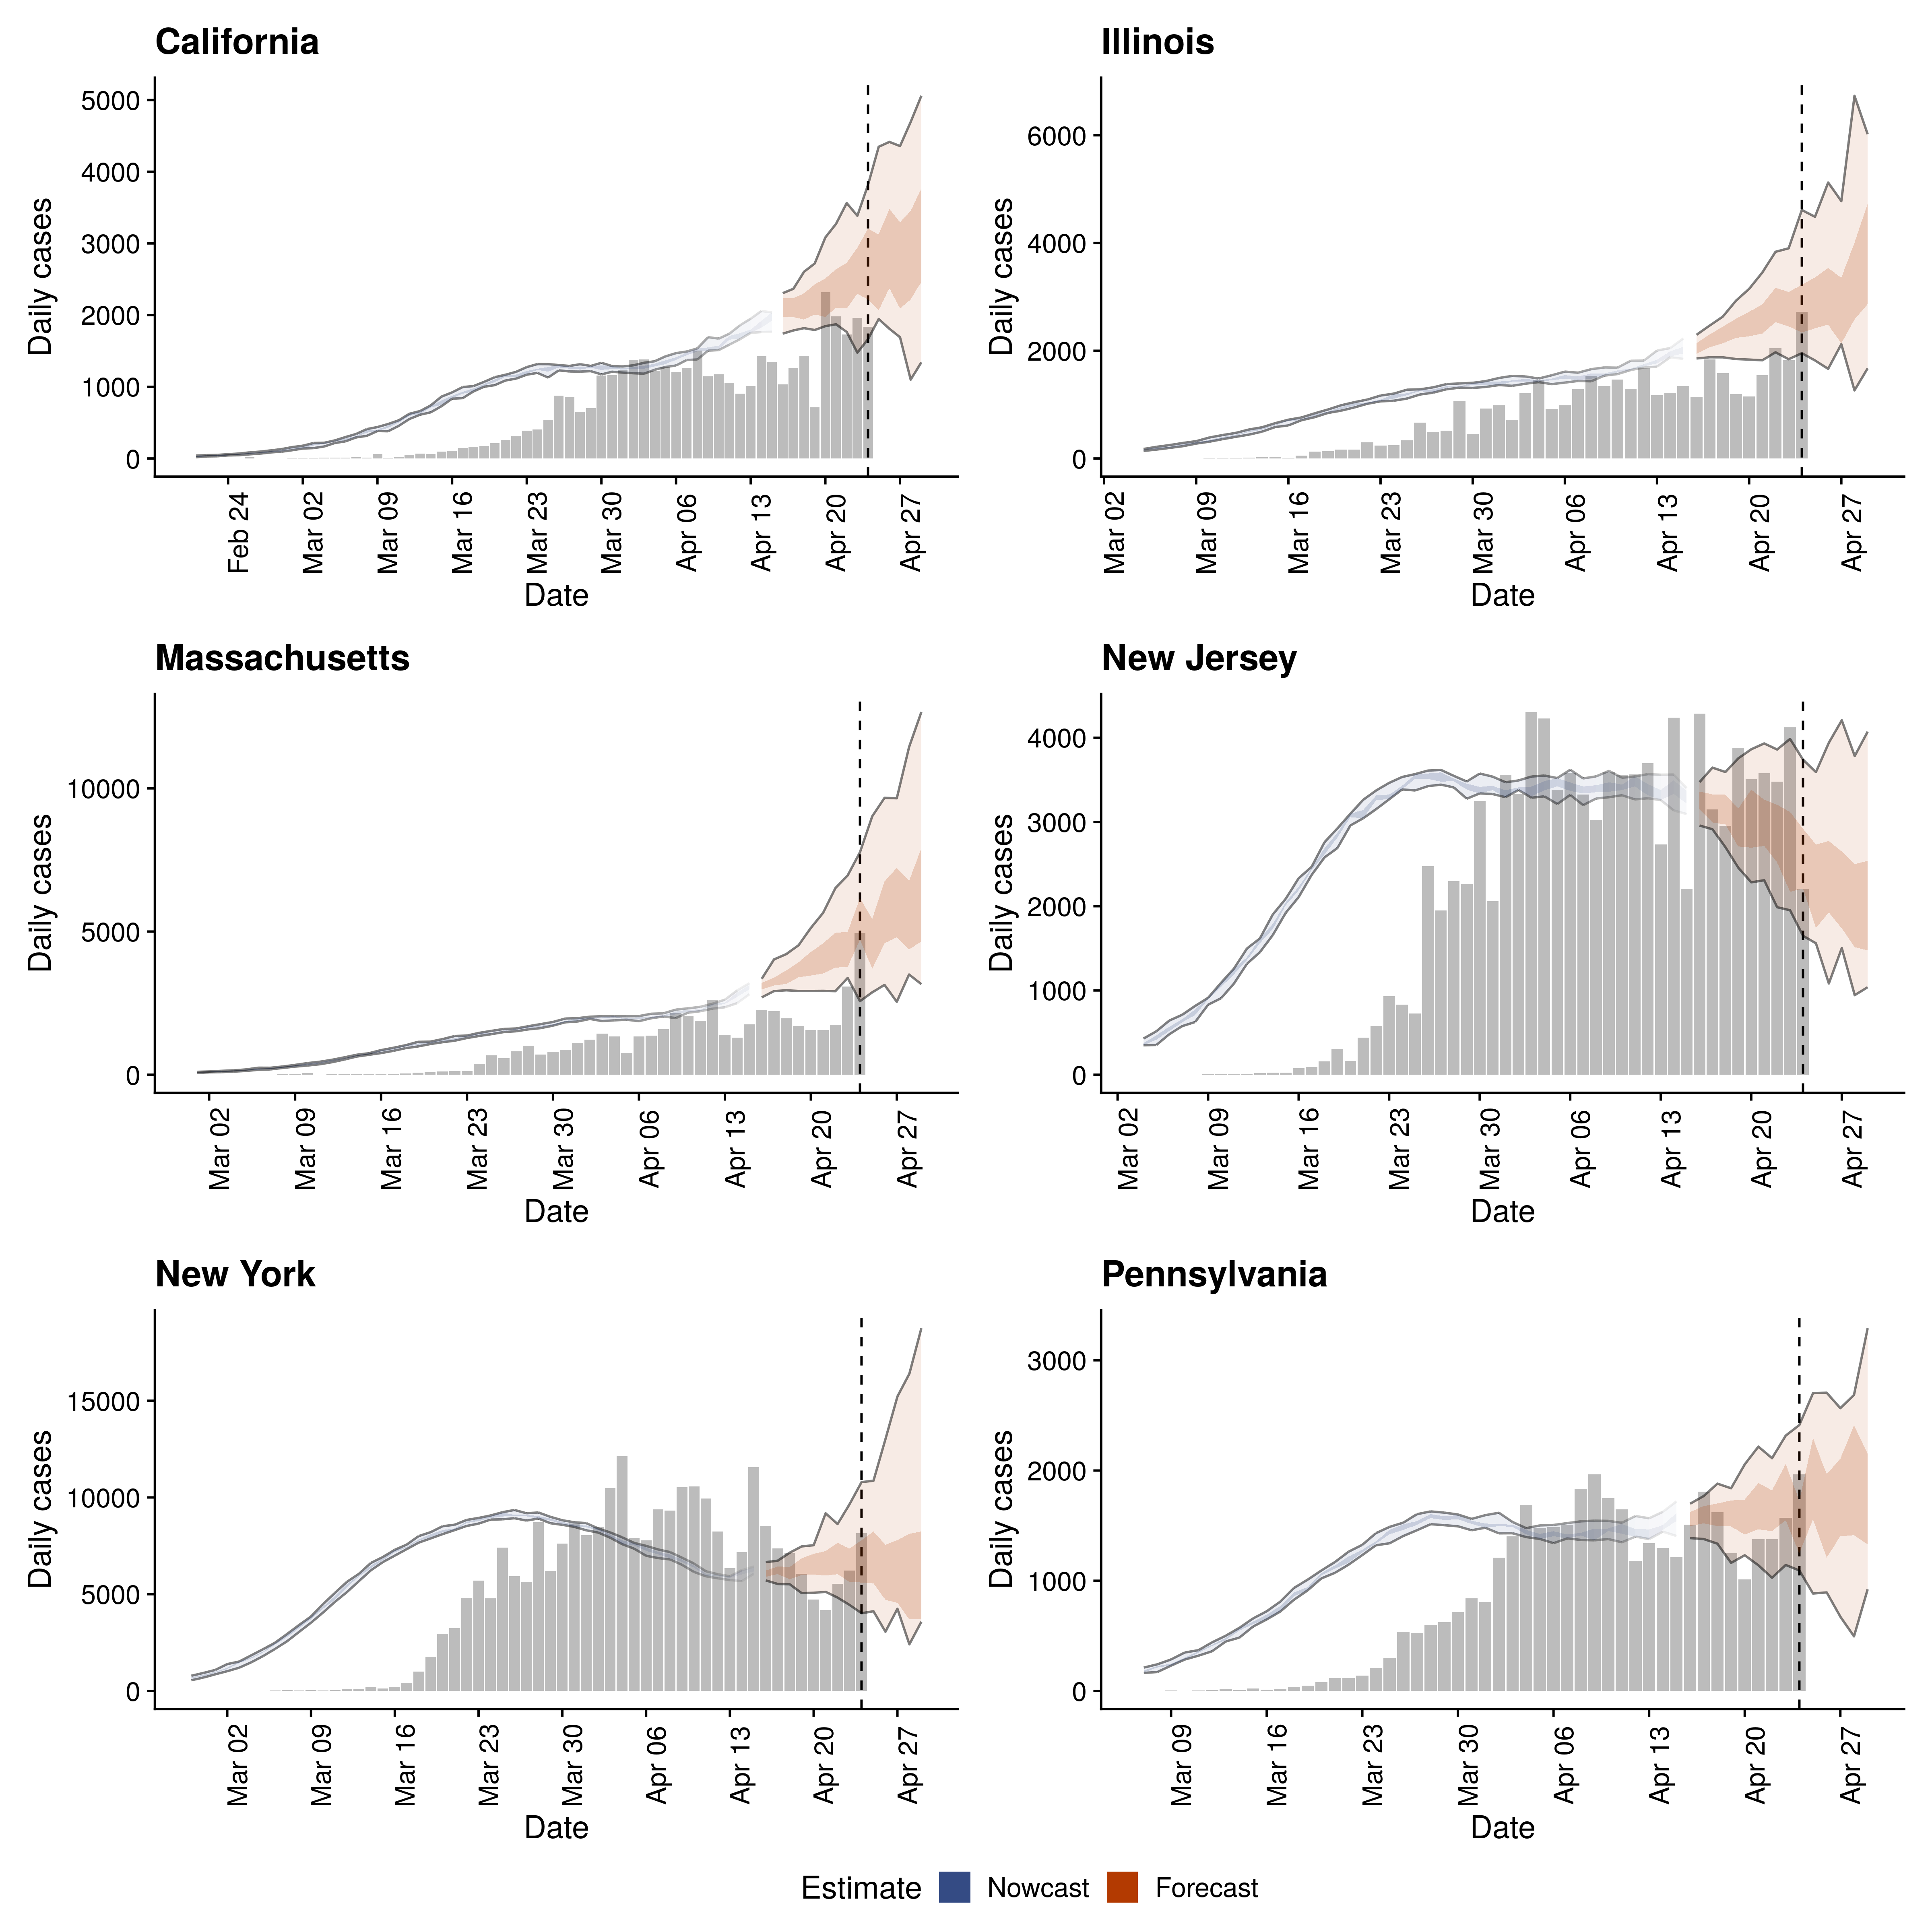 California
Daily cases
5000
4000
3000
2000
1000
0
Feb 24
Mar 02
Mar 09
Mar 16
Mar 23
Mar 30
Apr 06
Apr 13
Apr 20
Apr 27
Date
Illinois
Daily cases
6000
4000
2000
0
Mar 02
Mar 09
Mar 16
Mar 23
Mar 30
Apr 06
Apr 13
Apr 20
Apr 27
Date
Massachusetts
Daily cases
10000
5000
0
Mar 02
Mar 09
Mar 16
Mar 23
Mar 30
Apr 06
Apr 13
Apr 20
Apr 27
Date
New Jersey
Daily cases
4000
3000
2000
1000
0
Mar 02
Mar 09
Mar 16
Mar 23
Mar 30
Apr 06
Apr 13
Apr 20
Apr 27
Date
New York
Daily cases
15000
10000
5000
0
Mar 02
Mar 09
Mar 16
Mar 23
Mar 30
Apr 06
Apr 13
Apr 20
Apr 27
Date
Pennsylvania
Daily cases
3000
2000
1000
0
Mar 09
Mar 16
Mar 23
Mar 30
Apr 06
Apr 13
Apr 20
Apr 27
Date
Estimate Nowcast Forecast